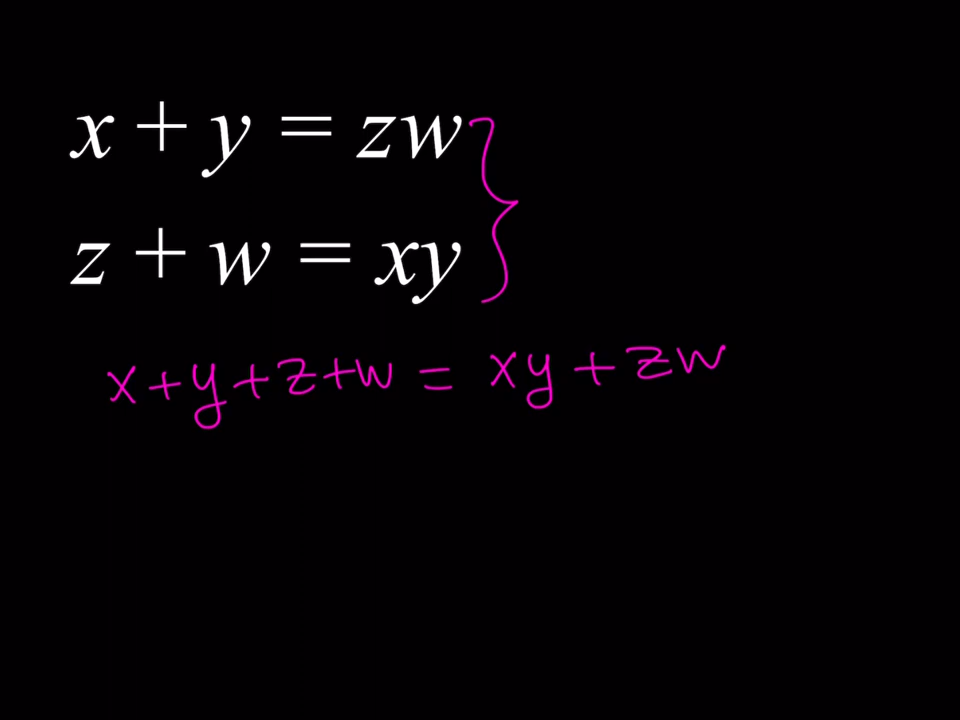 x + y = zw
z + w = xy
x+y+z+w = xy + zw